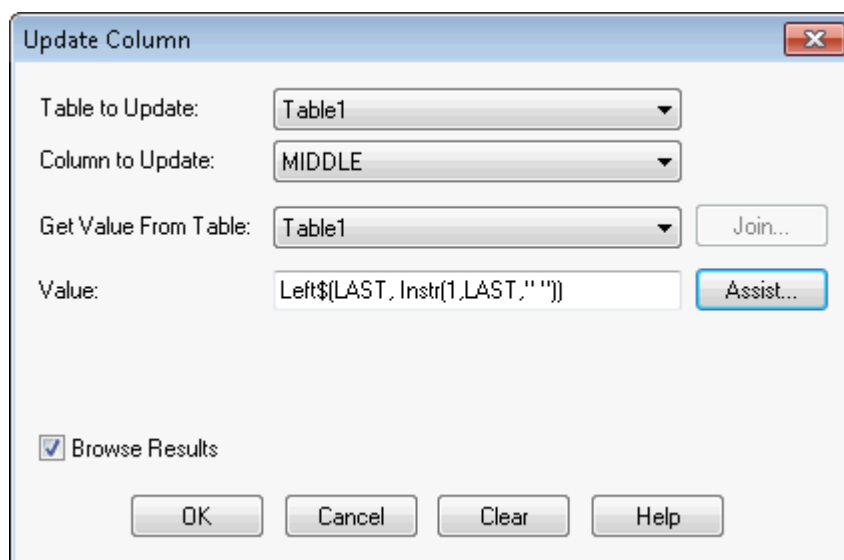 Update Column
Table to Update: Table1
Column to Update: MIDDLE
Get Value From Table: Table1 Join...
Value: Left$(LAST, Instr(1,LAST," ")) Assist...
Browse Results
OK Cancel Clear Help